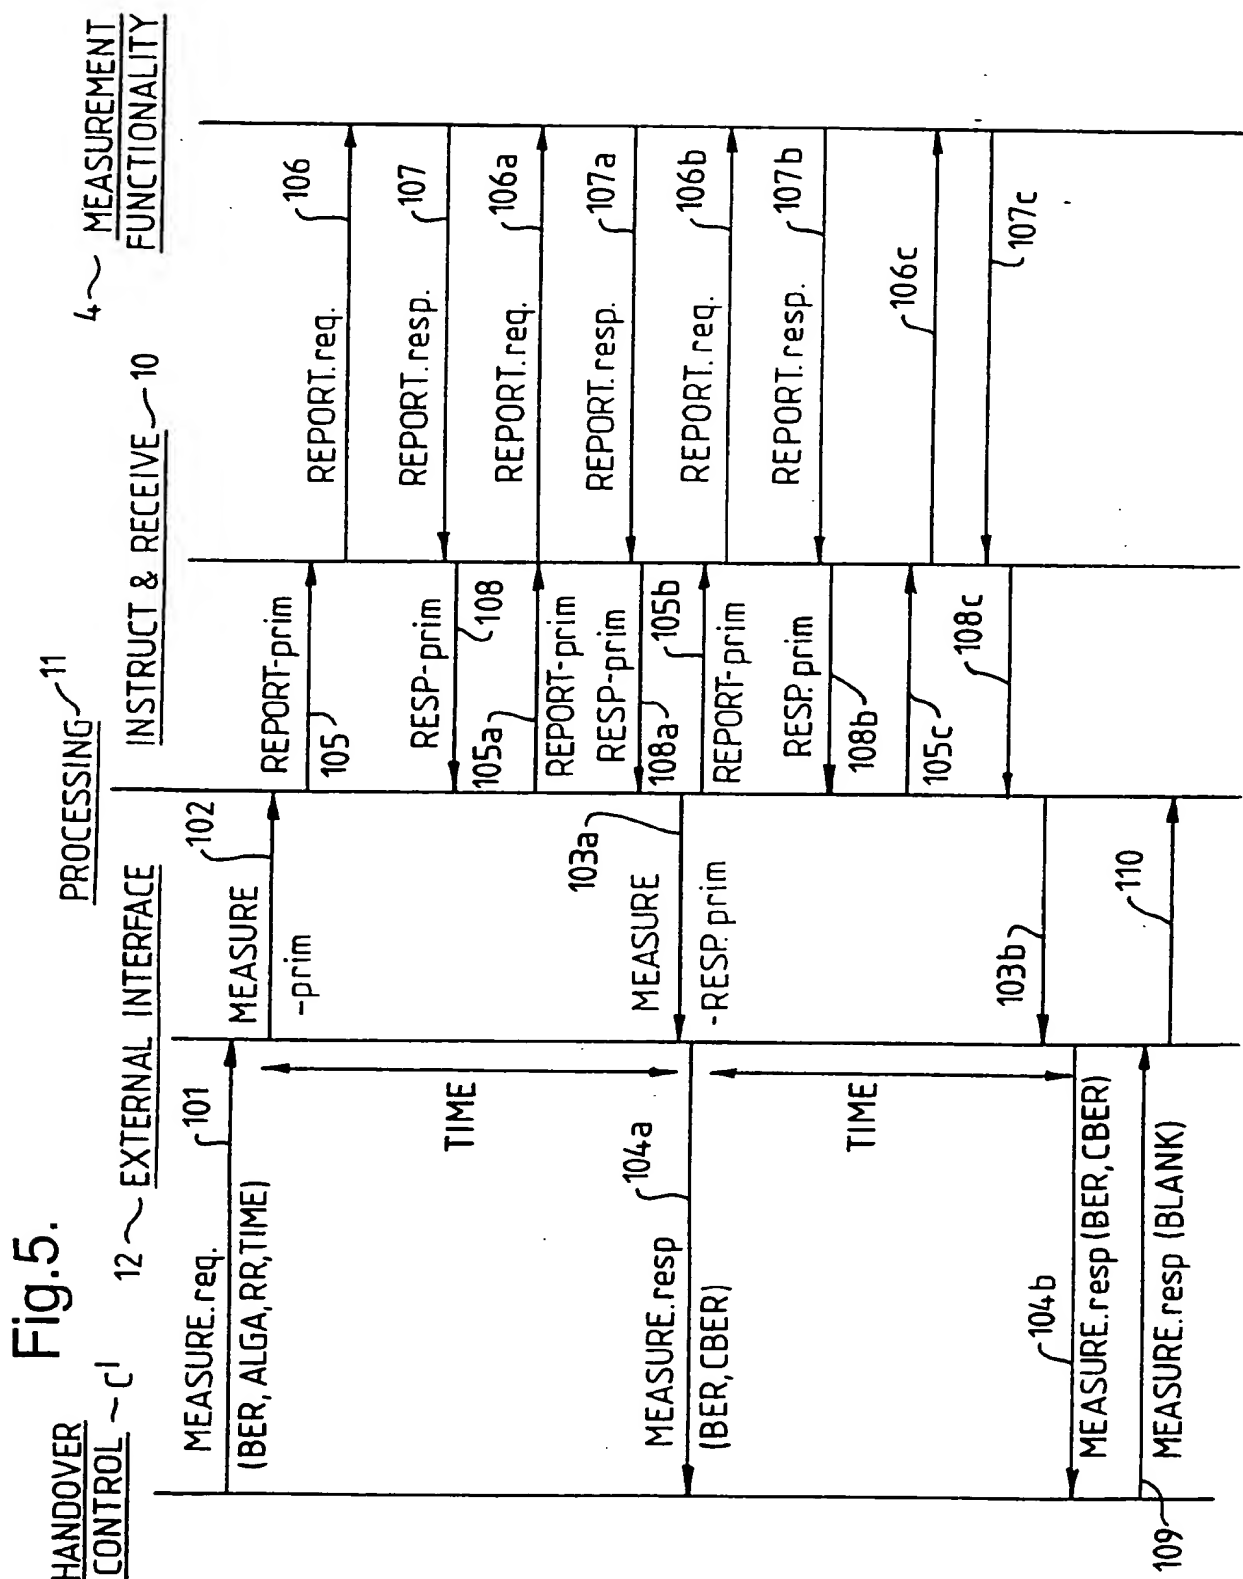 Fig.5.
HANDOVER
CONTROL ~ C'
12 ~ EXTERNAL INTERFACE
PROCESSING ~ 11
INSTRUCT & RECEIVE ~ 10
4 ~ MEASUREMENT
FUNCTIONALITY
MEASURE.req.
101
(BER, ALGA,RR,TIME)
MEASURE
102
-prim
REPORT-prim
105
REPORT.req.
106
REPORT.resp.
107
RESP-prim
108
105a
REPORT-prim
REPORT.req.
106a
REPORT.resp.
107a
RESP-prim
108a
TIME
MEASURE
103a
-RESP.prim
MEASURE.resp
104a
(BER,CBER)
105b
REPORT-prim
REPORT.req.
106b
REPORT.resp.
107b
RESP.prim
108b
105c
106c
107c
108c
TIME
103b
104b
MEASURE.resp (BER,CBER)
109
MEASURE.resp (BLANK)
110